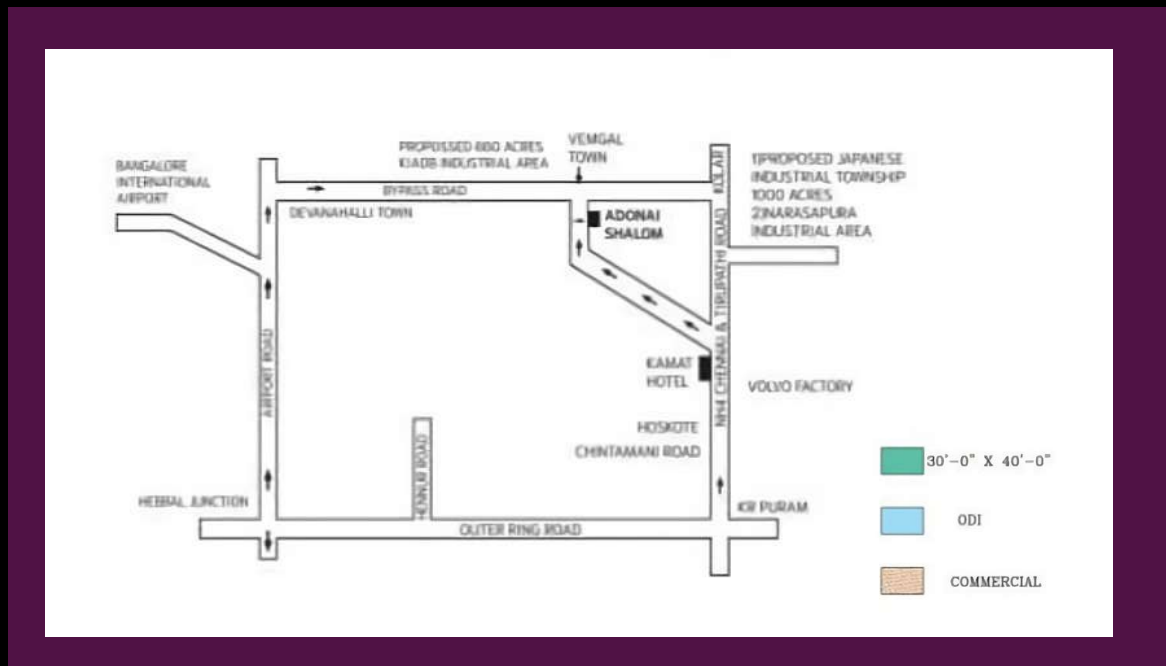 PROPOSSED 660 ACRES
KIADB INDUSTRIAL AREA
VEMGAL
TOWN
BANGALORE
INTERNATIONAL
AIRPORT
BYPASS ROAD
DEVANAHALLI TOWN
ADONAI
SHALOM
KOLAR
1)PROPOSED JAPANESE
INDUSTRIAL TOWNSHIP
1000 ACRES
2)NARASAPURA
INDUSTRIAL AREA
NH4 CHENNAI & TIRUPATHI ROAD
AIRPORT ROAD
KAMAT
HOTEL
VOLVO FACTORY
HOSKOTE
CHINTAMANI ROAD
HENNUR ROAD
HEBBAL JUNCTION
OUTER RING ROAD
KR PURAM
30'-0" X 40'-0"
ODI
COMMERCIAL